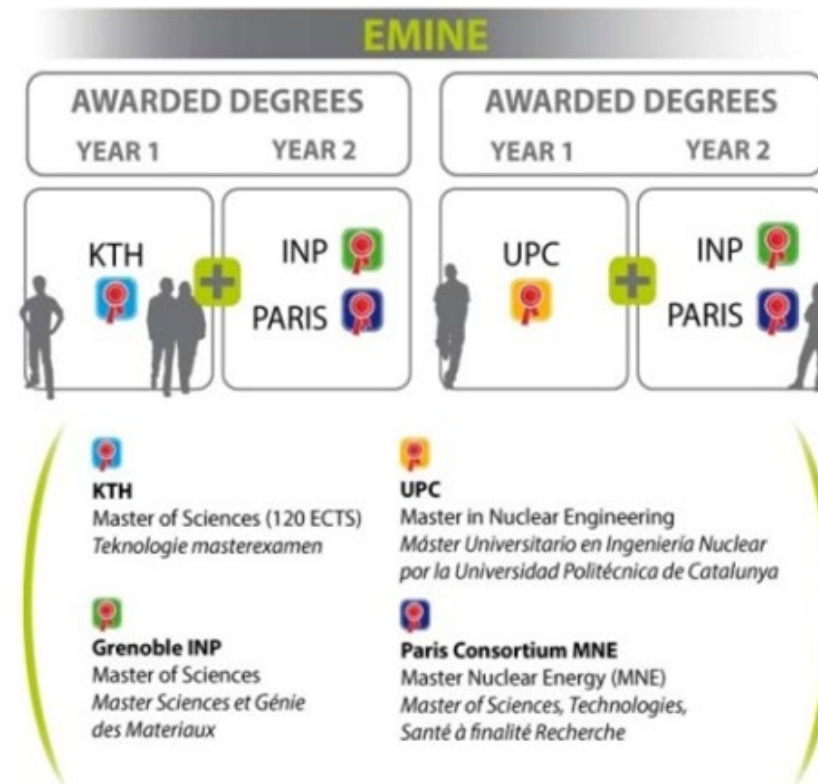 EMINE
AWARDED DEGREES
YEAR 1 YEAR 2
AWARDED DEGREES
YEAR 1 YEAR 2
KTH
INP
PARIS
UPC
INP
PARIS
KTH
Master of Sciences (120 ECTS)
Teknologie masterexamen
UPC
Master in Nuclear Engineering
Máster Universitario en Ingeniería Nuclear
por la Universidad Politécnica de Catalunya
Grenoble INP
Master of Sciences
Master Sciences et Génie
des Materiaux
Paris Consortium MNE
Master Nuclear Energy (MNE)
Master of Sciences, Technologies,
Santé à finalité Recherche